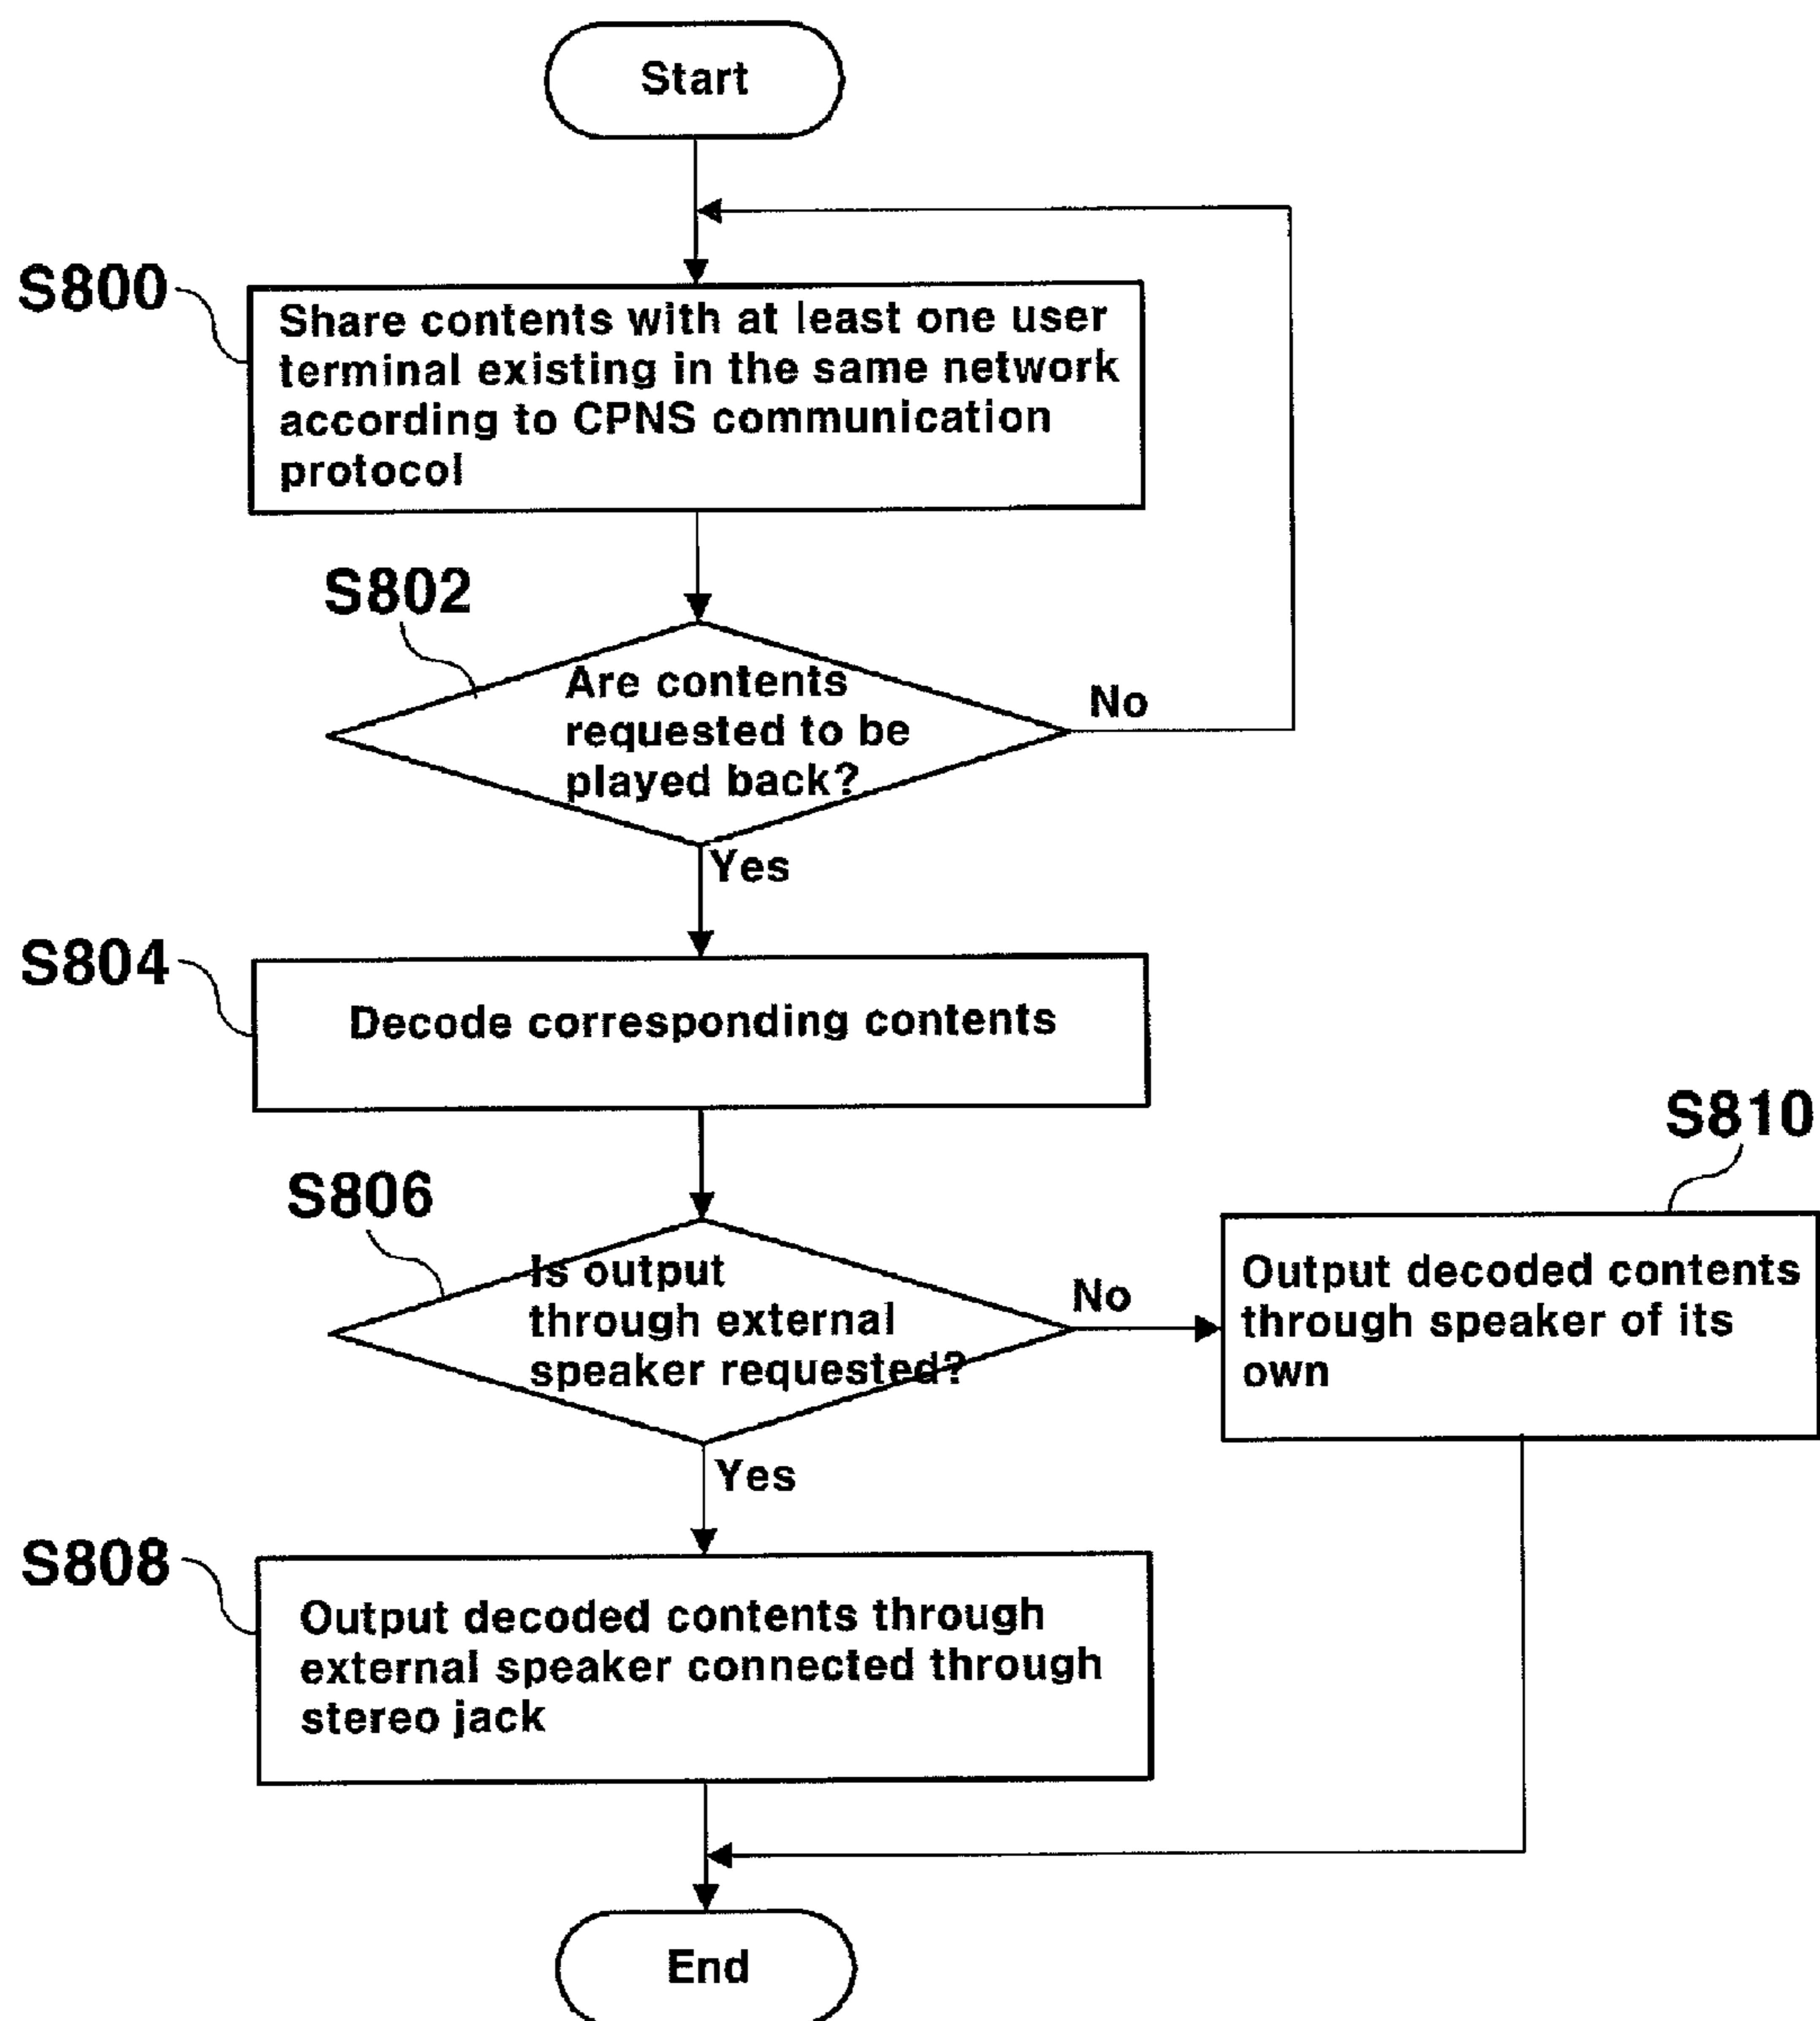 Start
S800
Share contents with at least one user
terminal existing in the same network
according to CPNS communication
protocol
S802
Are contents
requested to be
played back?
No
Yes
S804
Decode corresponding contents
S806
Is output
through external
speaker requested?
No
S810
Output decoded contents
through speaker of its
own
Yes
S808
Output decoded contents through
external speaker connected through
stereo jack
End